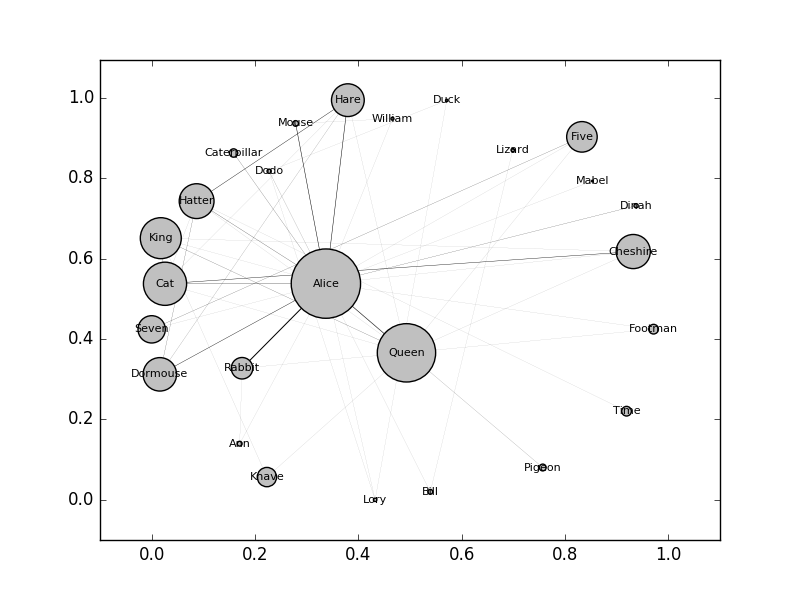 1.0
0.8
0.6
0.4
0.2
0.0
Hare
Duck
Mouse
William
Five
Caterpillar
Lizard
Dodo
Mabel
Hatter
Dinah
King
Cheshire
Cat
Alice
Seven
Footman
Queen
Dormouse
Rabbit
Time
Ann
Pigeon
Knave
Bill
Lory
0.0 0.2 0.4 0.6 0.8 1.0